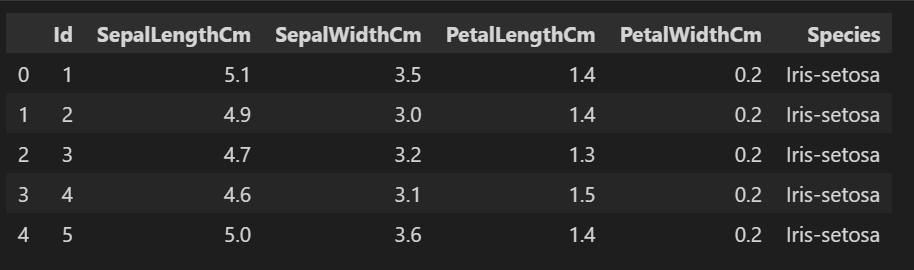 Id SepalLengthCm SepalWidthCm PetalLengthCm PetalWidthCm Species
0 1 5.1 3.5 1.4 0.2 Iris-setosa
1 2 4.9 3.0 1.4 0.2 Iris-setosa
2 3 4.7 3.2 1.3 0.2 Iris-setosa
3 4 4.6 3.1 1.5 0.2 Iris-setosa
4 5 5.0 3.6 1.4 0.2 Iris-setosa